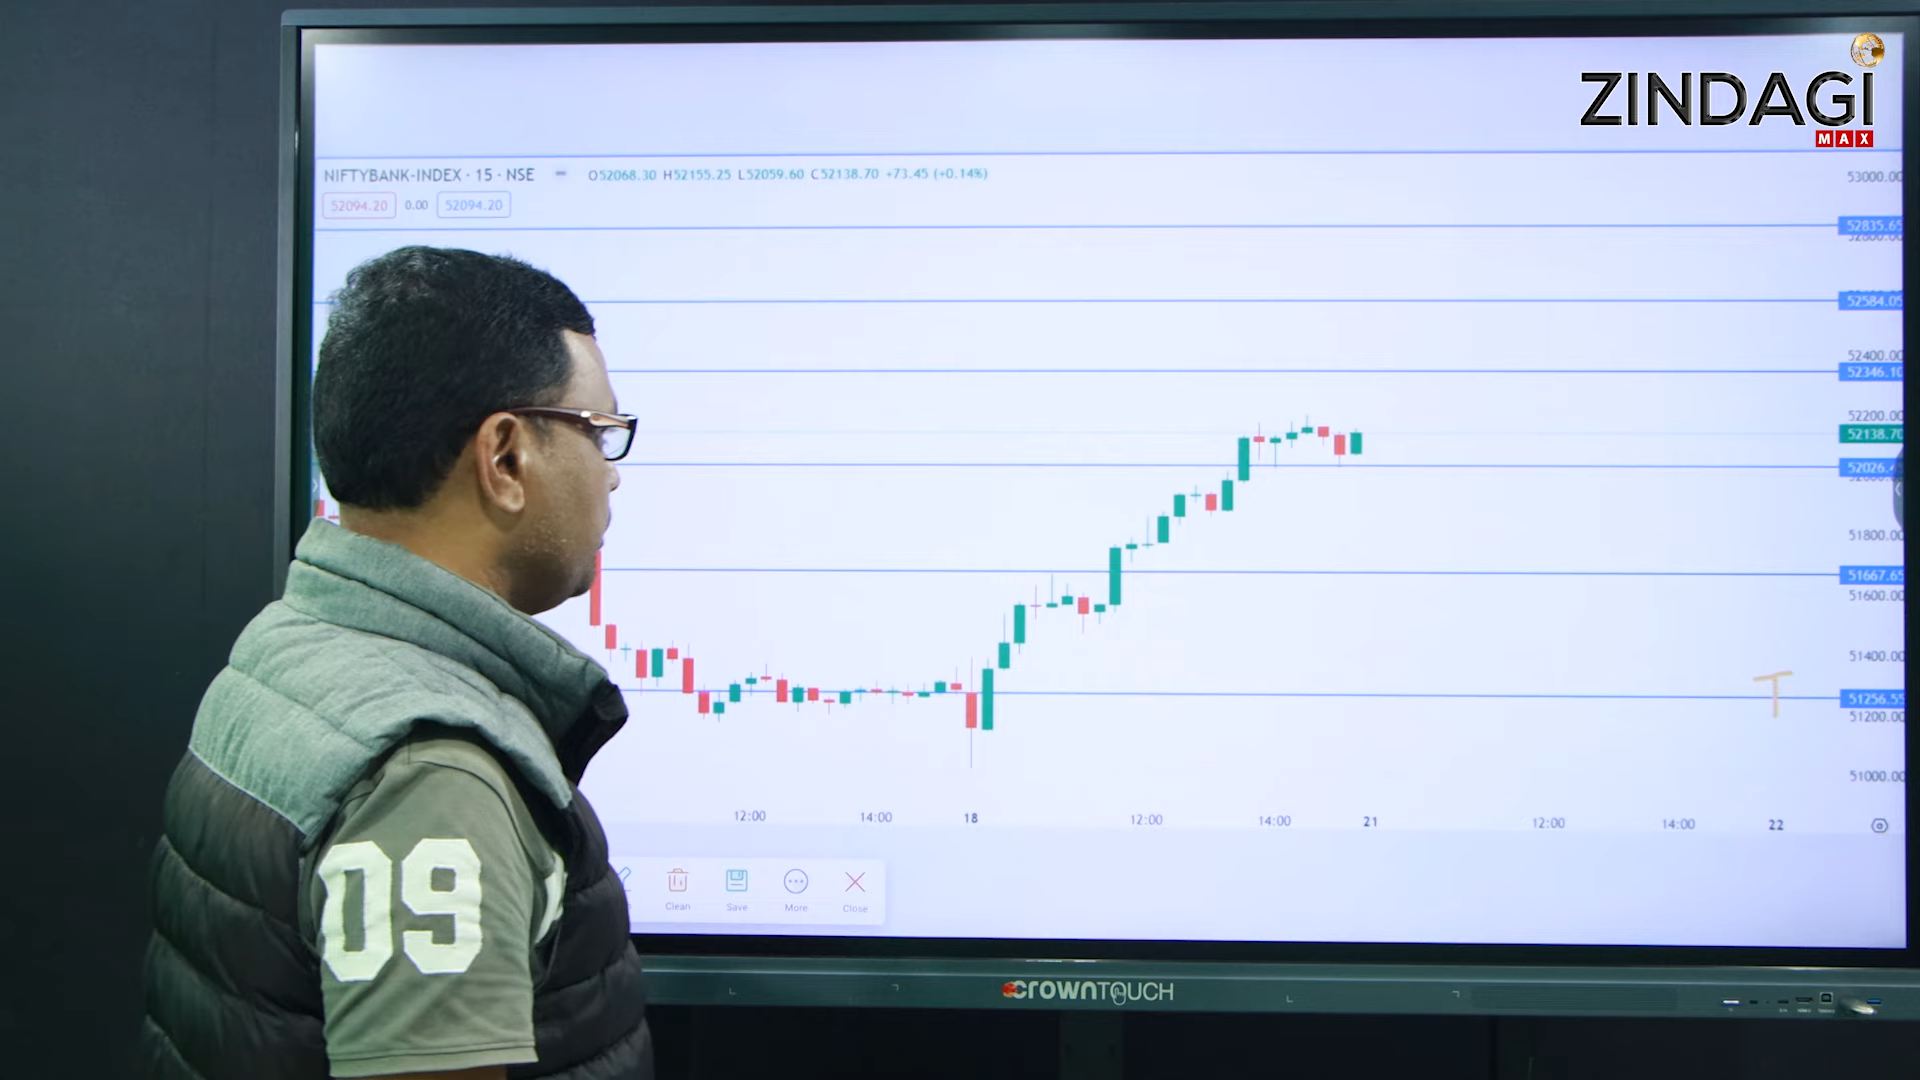 ZINDAGI
MAX
NIFTYBANK-INDEX · 15 · NSE
O52068.30 H52155.25 L52059.60 C52138.70 +73.45 (+0.14%)
52094.20 0.00 52094.20
53000.00
52835.65
52584.05
52400.00
52346.10
52200.00
52138.70
51800.00
51667.65
51600.00
51400.00
T
51256.55
51200.00
51000.00
12:00 14:00 18 12:00 14:00 21 12:00 14:00 22
Clean Save More Close
09
CROWNTOUCH